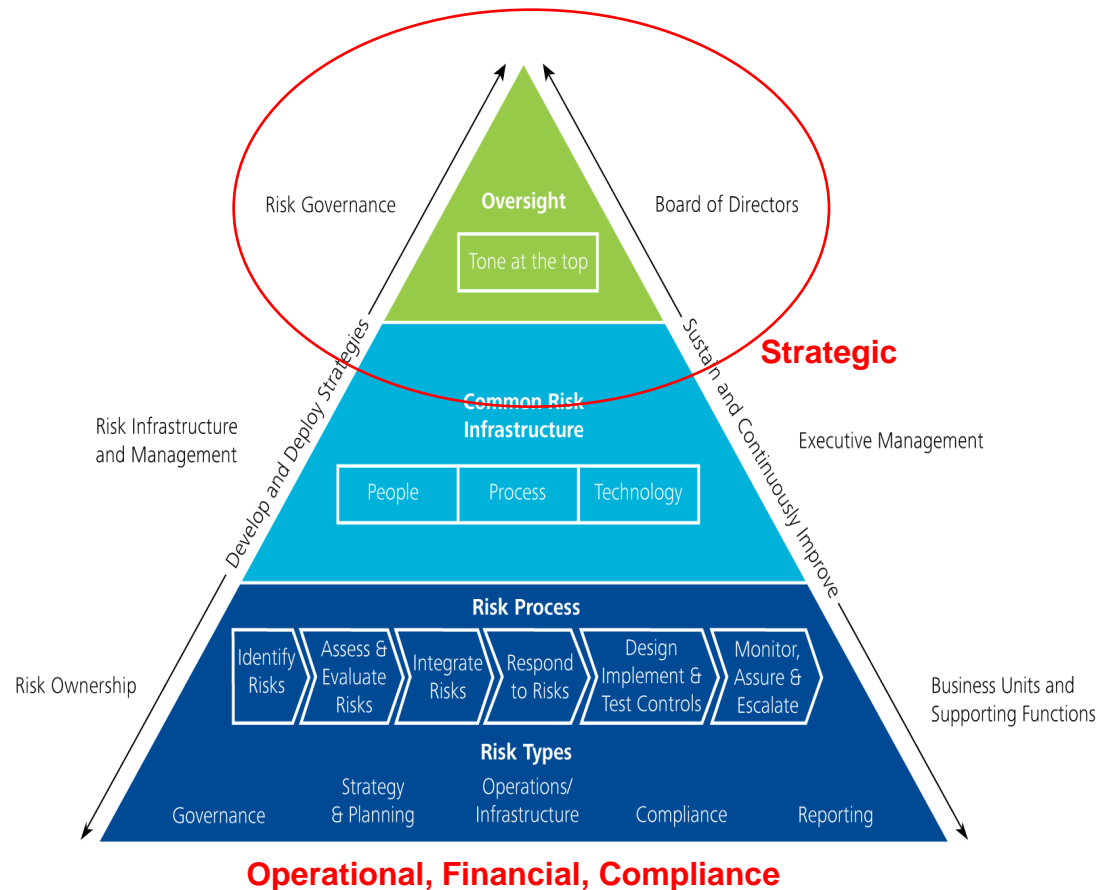 Risk Governance
Oversight
Board of Directors
Tone at the top
Strategic
Develop and Deploy Strategies
Sustain and Continuously Improve
Risk Infrastructure
and Management
Common Risk
Infrastructure
Executive Management
People
Process
Technology
Risk Process
Risk Ownership
Identify
Risks
Assess &
Evaluate
Risks
Integrate
Risks
Respond
to Risks
Design
Implement &
Test Controls
Monitor,
Assure &
Escalate
Business Units and
Supporting Functions
Risk Types
Governance
Strategy
& Planning
Operations/
Infrastructure
Compliance
Reporting
Operational, Financial, Compliance